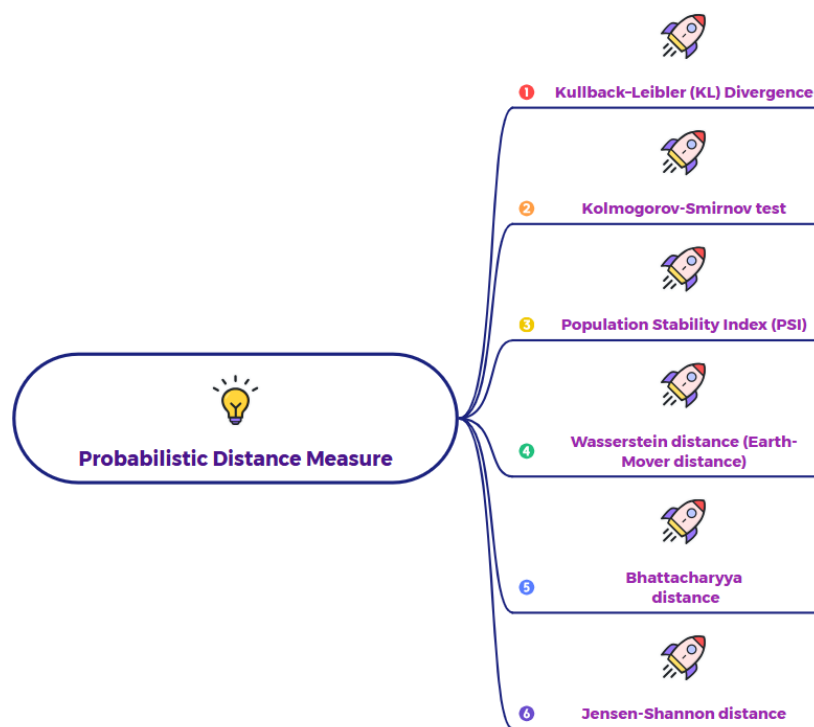 1 Kullback–Leibler (KL) Divergence
2 Kolmogorov-Smirnov test
3 Population Stability Index (PSI)
Probabilistic Distance Measure
4 Wasserstein distance (Earth-
Mover distance)
5 Bhattacharyya
distance
6 Jensen-Shannon distance